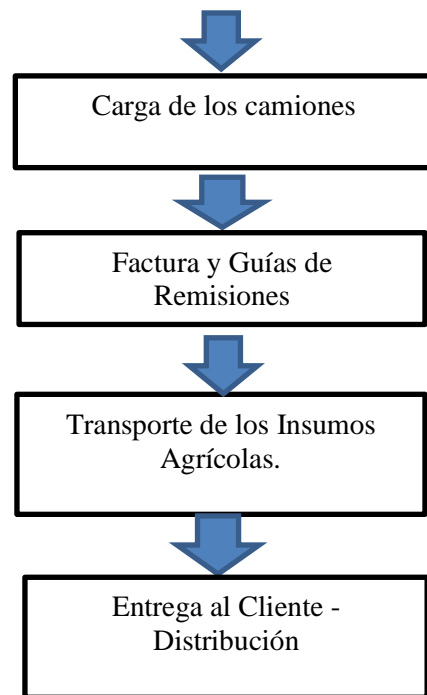 Carga de los camiones
Factura y Guías de
Remisiones
Transporte de los Insumos
Agrícolas.
Entrega al Cliente -
Distribución